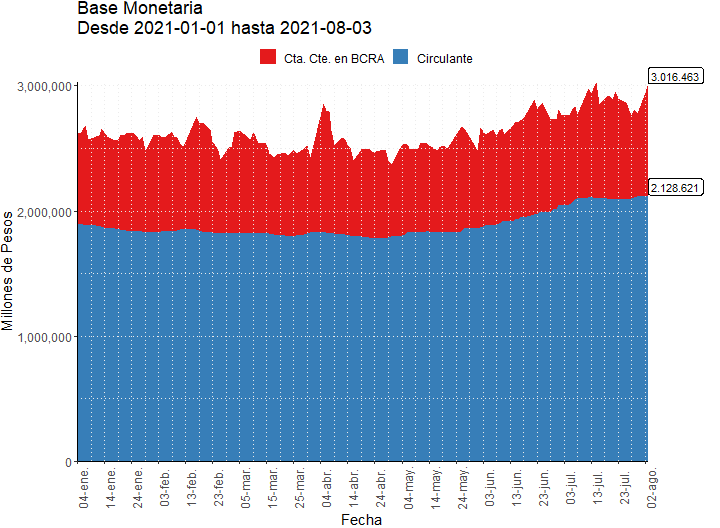 Base Monetaria
Desde 2021-01-01 hasta 2021-08-03
Cta. Cte. en BCRA
Circulante
3.016.463
2.128.621
3,000,000
2,000,000
1,000,000
0
Millones de Pesos
04-ene.
14-ene.
24-ene.
03-feb.
13-feb.
23-feb.
05-mar.
15-mar.
25-mar.
04-abr.
14-abr.
24-abr.
04-may.
14-may.
24-may.
03-jun.
13-jun.
23-jun.
03-jul.
13-jul.
23-jul.
02-ago.
Fecha